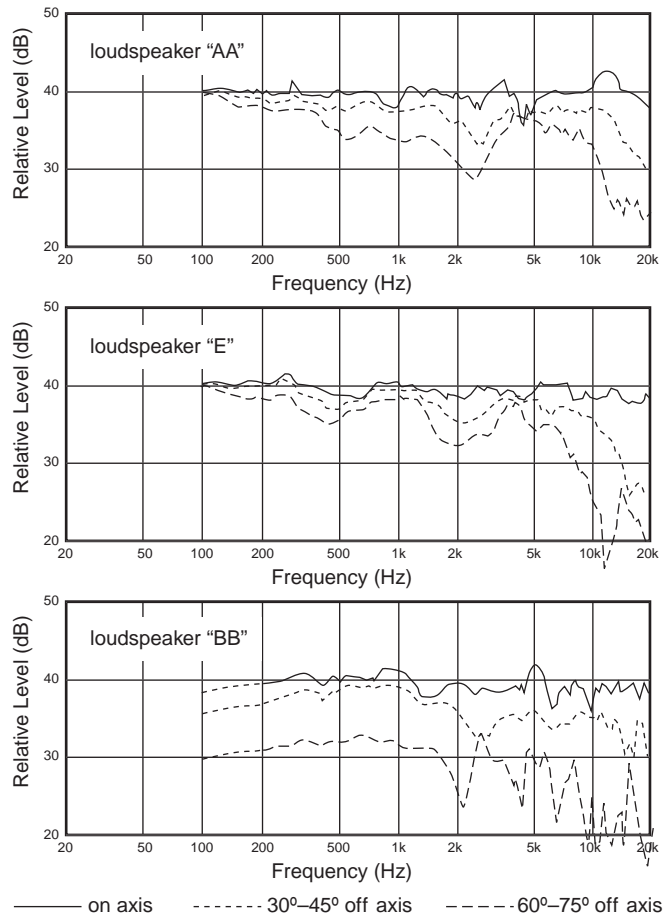 50
loudspeaker “AA”
40
30
20
Relative Level (dB)
20 50 100 200 500 1k 2k 5k 10k 20k
Frequency (Hz)
50
loudspeaker “E”
40
30
20
Relative Level (dB)
20 50 100 200 500 1k 2k 5k 10k 20k
Frequency (Hz)
50
loudspeaker “BB”
40
30
20
Relative Level (dB)
20 50 100 200 500 1k 2k 5k 10k 20k
Frequency (Hz)
on axis 30º–45º off axis 60º–75º off axis